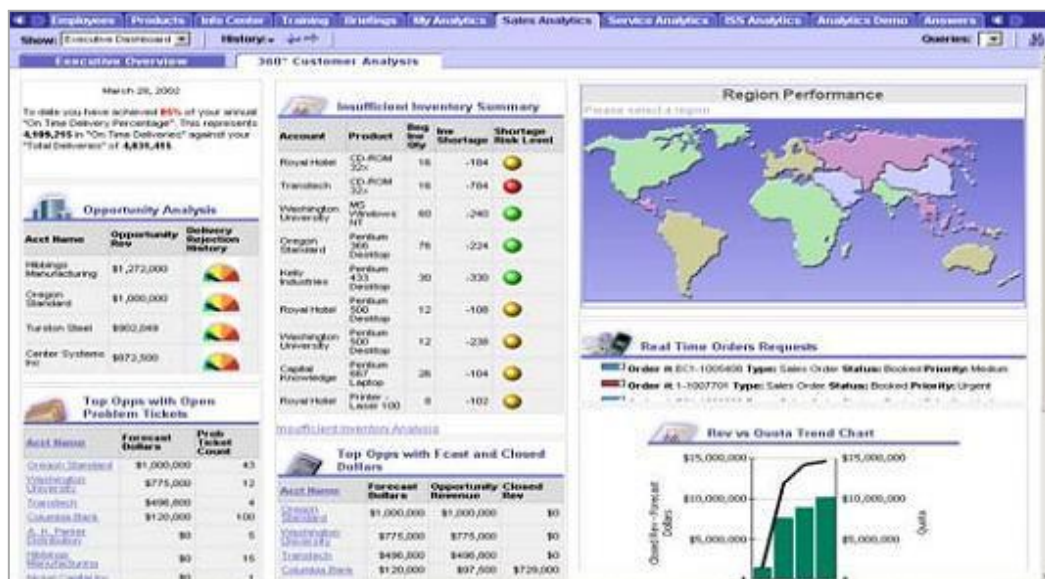 Employees Products Info Center Training Briefings My Analytics Sales Analytics Service Analytics ISS Analytics Analytics Demo Answers
Show: Executive Dashboard History: Queries:
Executive Overview 360° Customer Analysis
March 28, 2002
To date you have achieved 85% of your annual
"On Time Delivery Percentage". This represents
in "On Time Deliveries" against your
"Total Deliveries" of
Opportunity Analysis
Acct Name Opportunity Rev Delivery Rejection History
Hibbings Manufacturing $1,272,000
Oregon Standard $1,000,000
Turston Steel
Center Systems Inc $872,500
Top Opps with Open
Problem Tickets
Acct Name Forecast Dollars Prob Ticket Count
Oregon Standard $1,000,000 43
Washington University $775,000 12
Transtech 4
Columbia Bank $120,000 100
A. K. Parker Distribution $0 5
Hibbings Manufacturing $0 15
$0 1
Insufficient Inventory Summary
Account Product Beg Inv Qty Inv Shortage Shortage Risk Level
Royal Hotel CD-ROM 32x 16 -184
Transtech CD-ROM 32x 16 -784
Washington University MS Windows NT 60 -240
Oregon Standard Pentium 366 Desktop 76 -224
Kelly Industries Pentium 433 Desktop 30 -330
Royal Hotel Pentium 500 Desktop 12 -108
Washington University Pentium 500 Desktop 12 -238
Capital Knowledge Pentium 667 Laptop 26 -104
Royal Hotel Printer - Laser 100 8 -102
Insufficient Inventory Analysis
Top Opps with Fcast and Closed
Dollars
Acct Name Forecast Dollars Opportunity Revenue Closed Rev
Oregon Standard $1,000,000 $1,000,000 $0
Washington University $775,000 $775,000 $0
Transtech $496,000 $496,000 $0
Columbia Bank $120,000 $97,500 $729,000
Region Performance
Please select a region
Real Time Orders Requests
Order #: Type: Sales Order Status: Booked Priority: Medium
Order #: 1-1007701 Type: Sales Order Status: Booked Priority: Urgent
Rev vs Quota Trend Chart
$15,000,000 $15,000,000
$10,000,000 $10,000,000
$5,000,000 $5,000,000
Closed Rev - Forecast Dollars
Quota